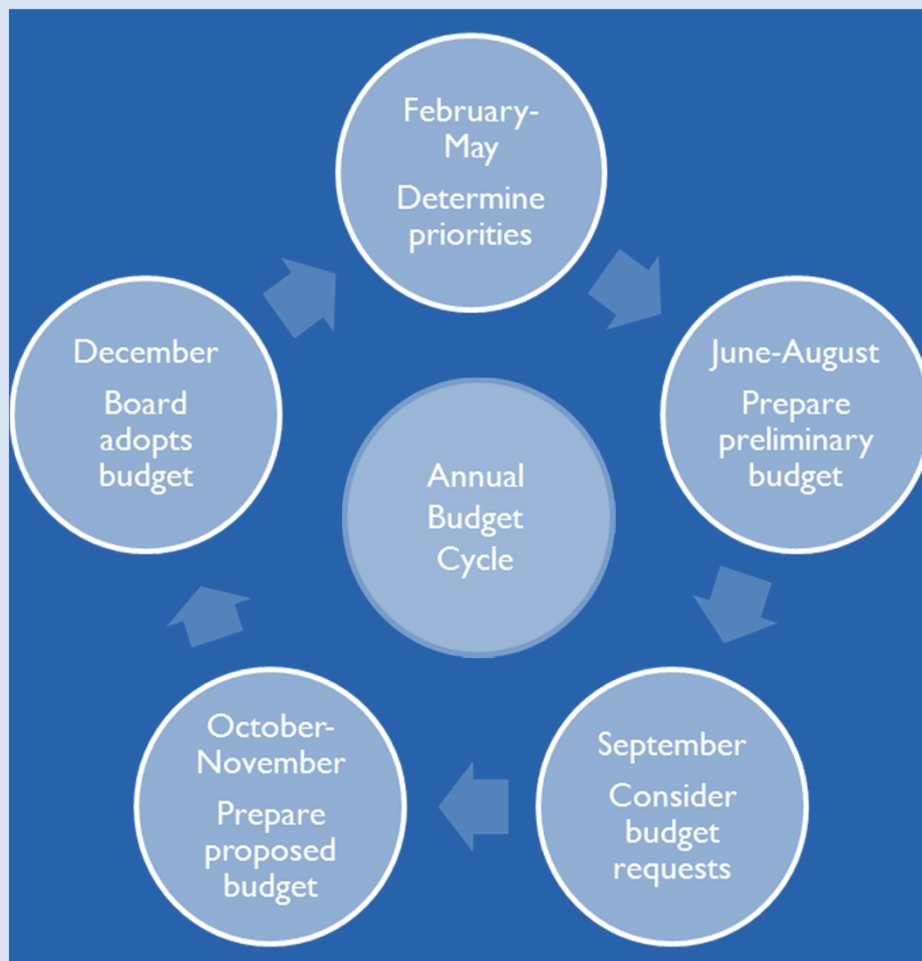 February-
May
Determine
priorities
June-August
Prepare
preliminary
budget
September
Consider
budget
requests
October-
November
Prepare
proposed
budget
December
Board
adopts
budget
Annual
Budget
Cycle